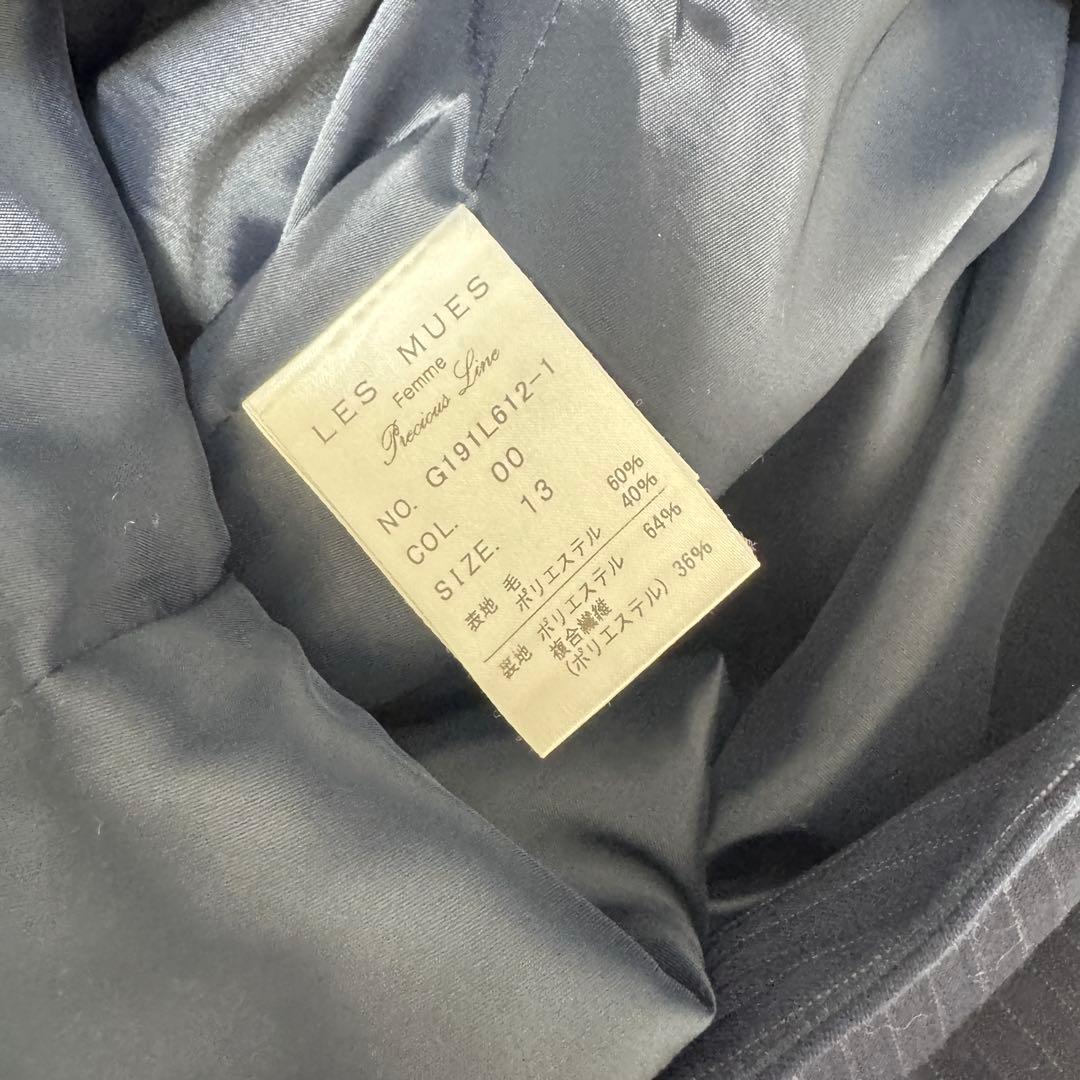 LES MUES
Femme
Precious Line
NO. G191L612-1
COL. 00
SIZE. 13
表地 毛 60%
ポリエステル 40%
裏地 ポリエステル 64%
複合繊維
(ポリエステル) 36%